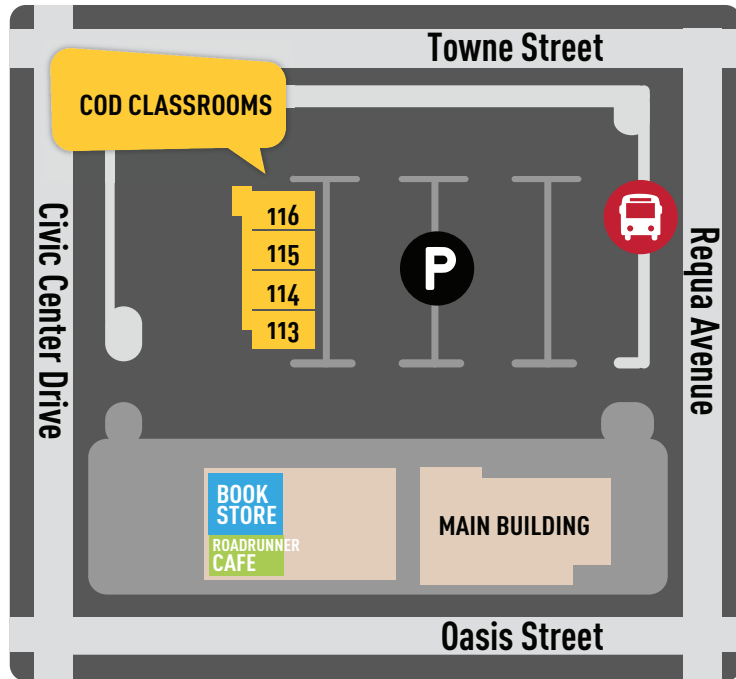 Towne Street
COD CLASSROOMS
116
115
114
113
P
Civic Center Drive
Requa Avenue
BOOK
STORE
ROADRUNNER
CAFE
MAIN BUILDING
Oasis Street